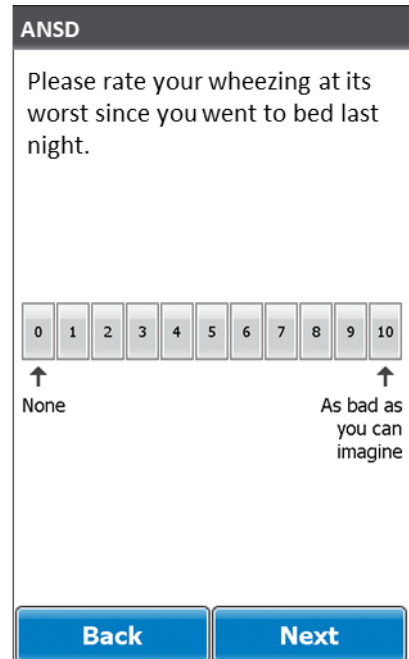 ANSD
Please rate your wheezing at its
worst since you went to bed last
night.
0 1 2 3 4 5 6 7 8 9 10
↑ ↑
None As bad as
you can
imagine
Back Next